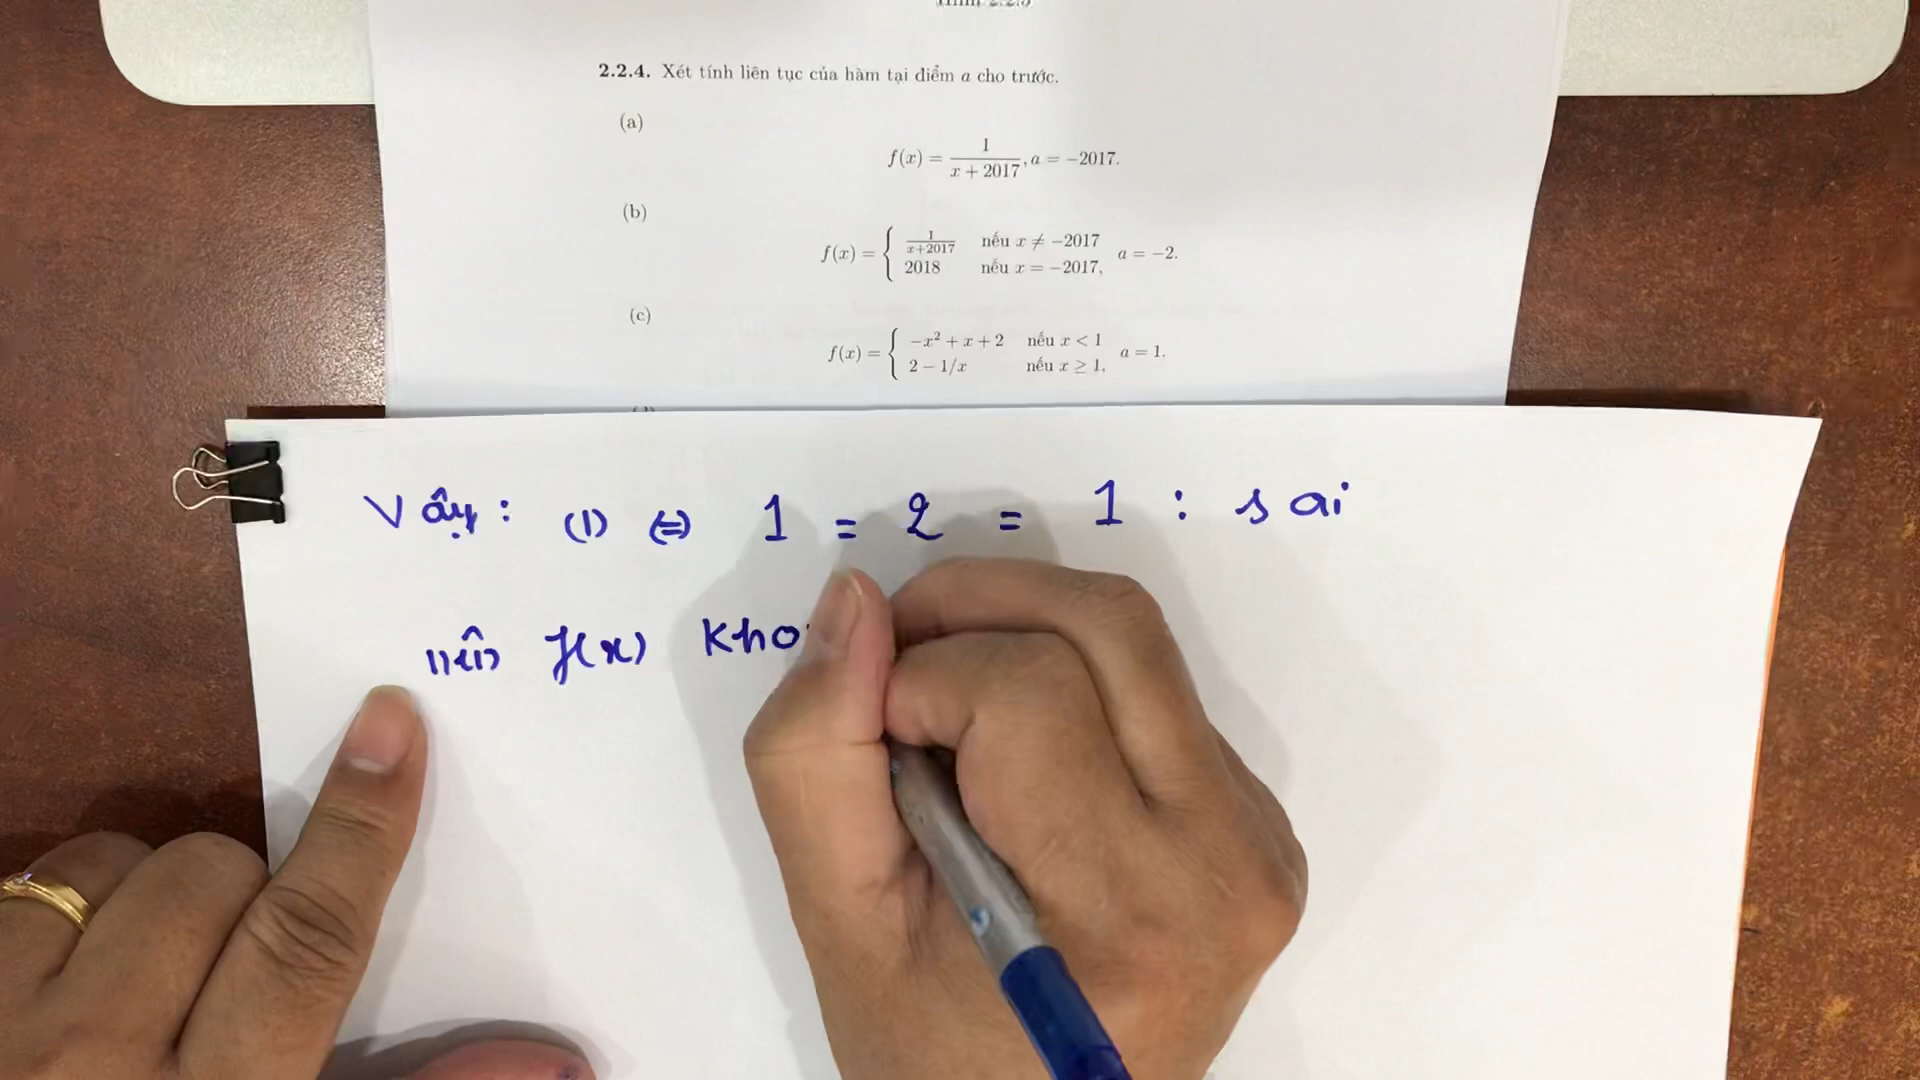 2.2.4. Xét tính liên tục của hàm tại điểm a cho trước.
(a)
f(x) = 1/(x + 2017), a = −2017.
(b)
f(x) = { 1/(x+2017) nếu x ≠ −2017
2018 nếu x = −2017, a = −2.
(c)
f(x) = { −x² + x + 2 nếu x < 1
2 − 1/x nếu x ≥ 1, a = 1.
Vậy : (1) ⇔ 1 = 2 = 1 : sai
nên f(x) kho